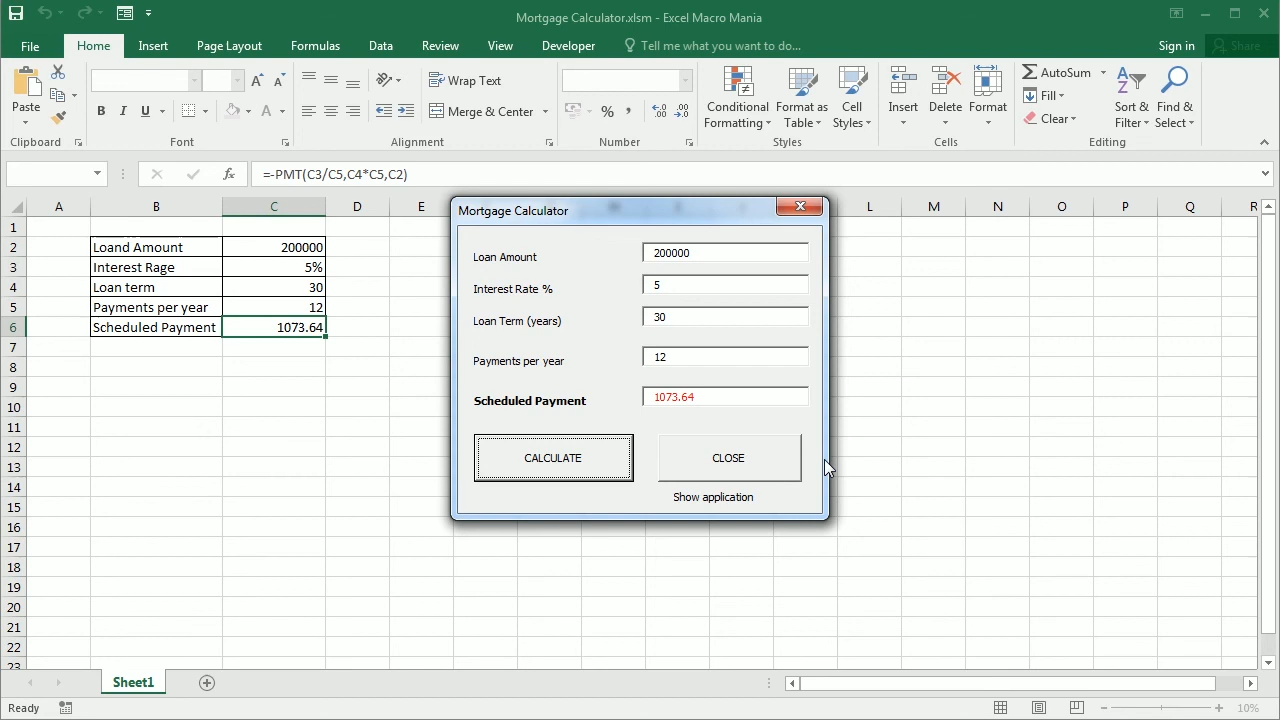 Mortgage Calculator.xlsm - Excel Macro Mania
File Home Insert Page Layout Formulas Data Review View Developer Tell me what you want to do... Sign in Share
Paste
Clipboard
B I U A
Font
Wrap Text
Merge & Center
Alignment
% ,
Number
Conditional Formatting
Format as Table
Cell Styles
Styles
Insert Delete Format
Cells
AutoSum
Fill
Clear
Sort & Filter
Find & Select
Editing
fx =-PMT(C3/C5,C4*C5,C2)
A B C D E L M N O P Q R
1
2 Loand Amount 200000
3 Interest Rage 5%
4 Loan term 30
5 Payments per year 12
6 Scheduled Payment 1073.64
7
8
9
10
11
12
13
14
15
16
17
18
19
20
21
22
23
Mortgage Calculator
Loan Amount 200000
Interest Rate % 5
Loan Term (years) 30
Payments per year 12
Scheduled Payment 1073.64
CALCULATE CLOSE
Show application
Sheet1
Ready 10%